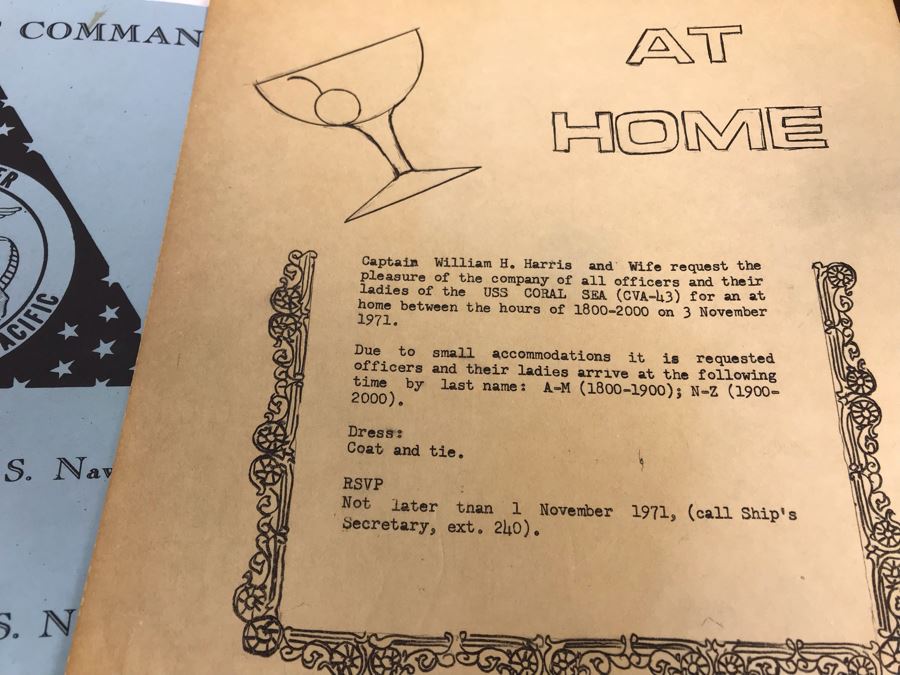 COMMAN
ER
PACIFIC
S. Nav
S. N
AT
HOME
Captain William H. Harris and Wife request the
pleasure of the company of all officers and their
ladies of the USS CORAL SEA (CVA-43) for an at
home between the hours of 1800-2000 on 3 November
1971.
Due to small accommodations it is requested
officers and their ladies arrive at the following
time by last name: A-M (1800-1900); N-Z (1900-
2000).
Dress:
Coat and tie.
RSVP
Not later than 1 November 1971, (call Ship's
Secretary, ext. 240).